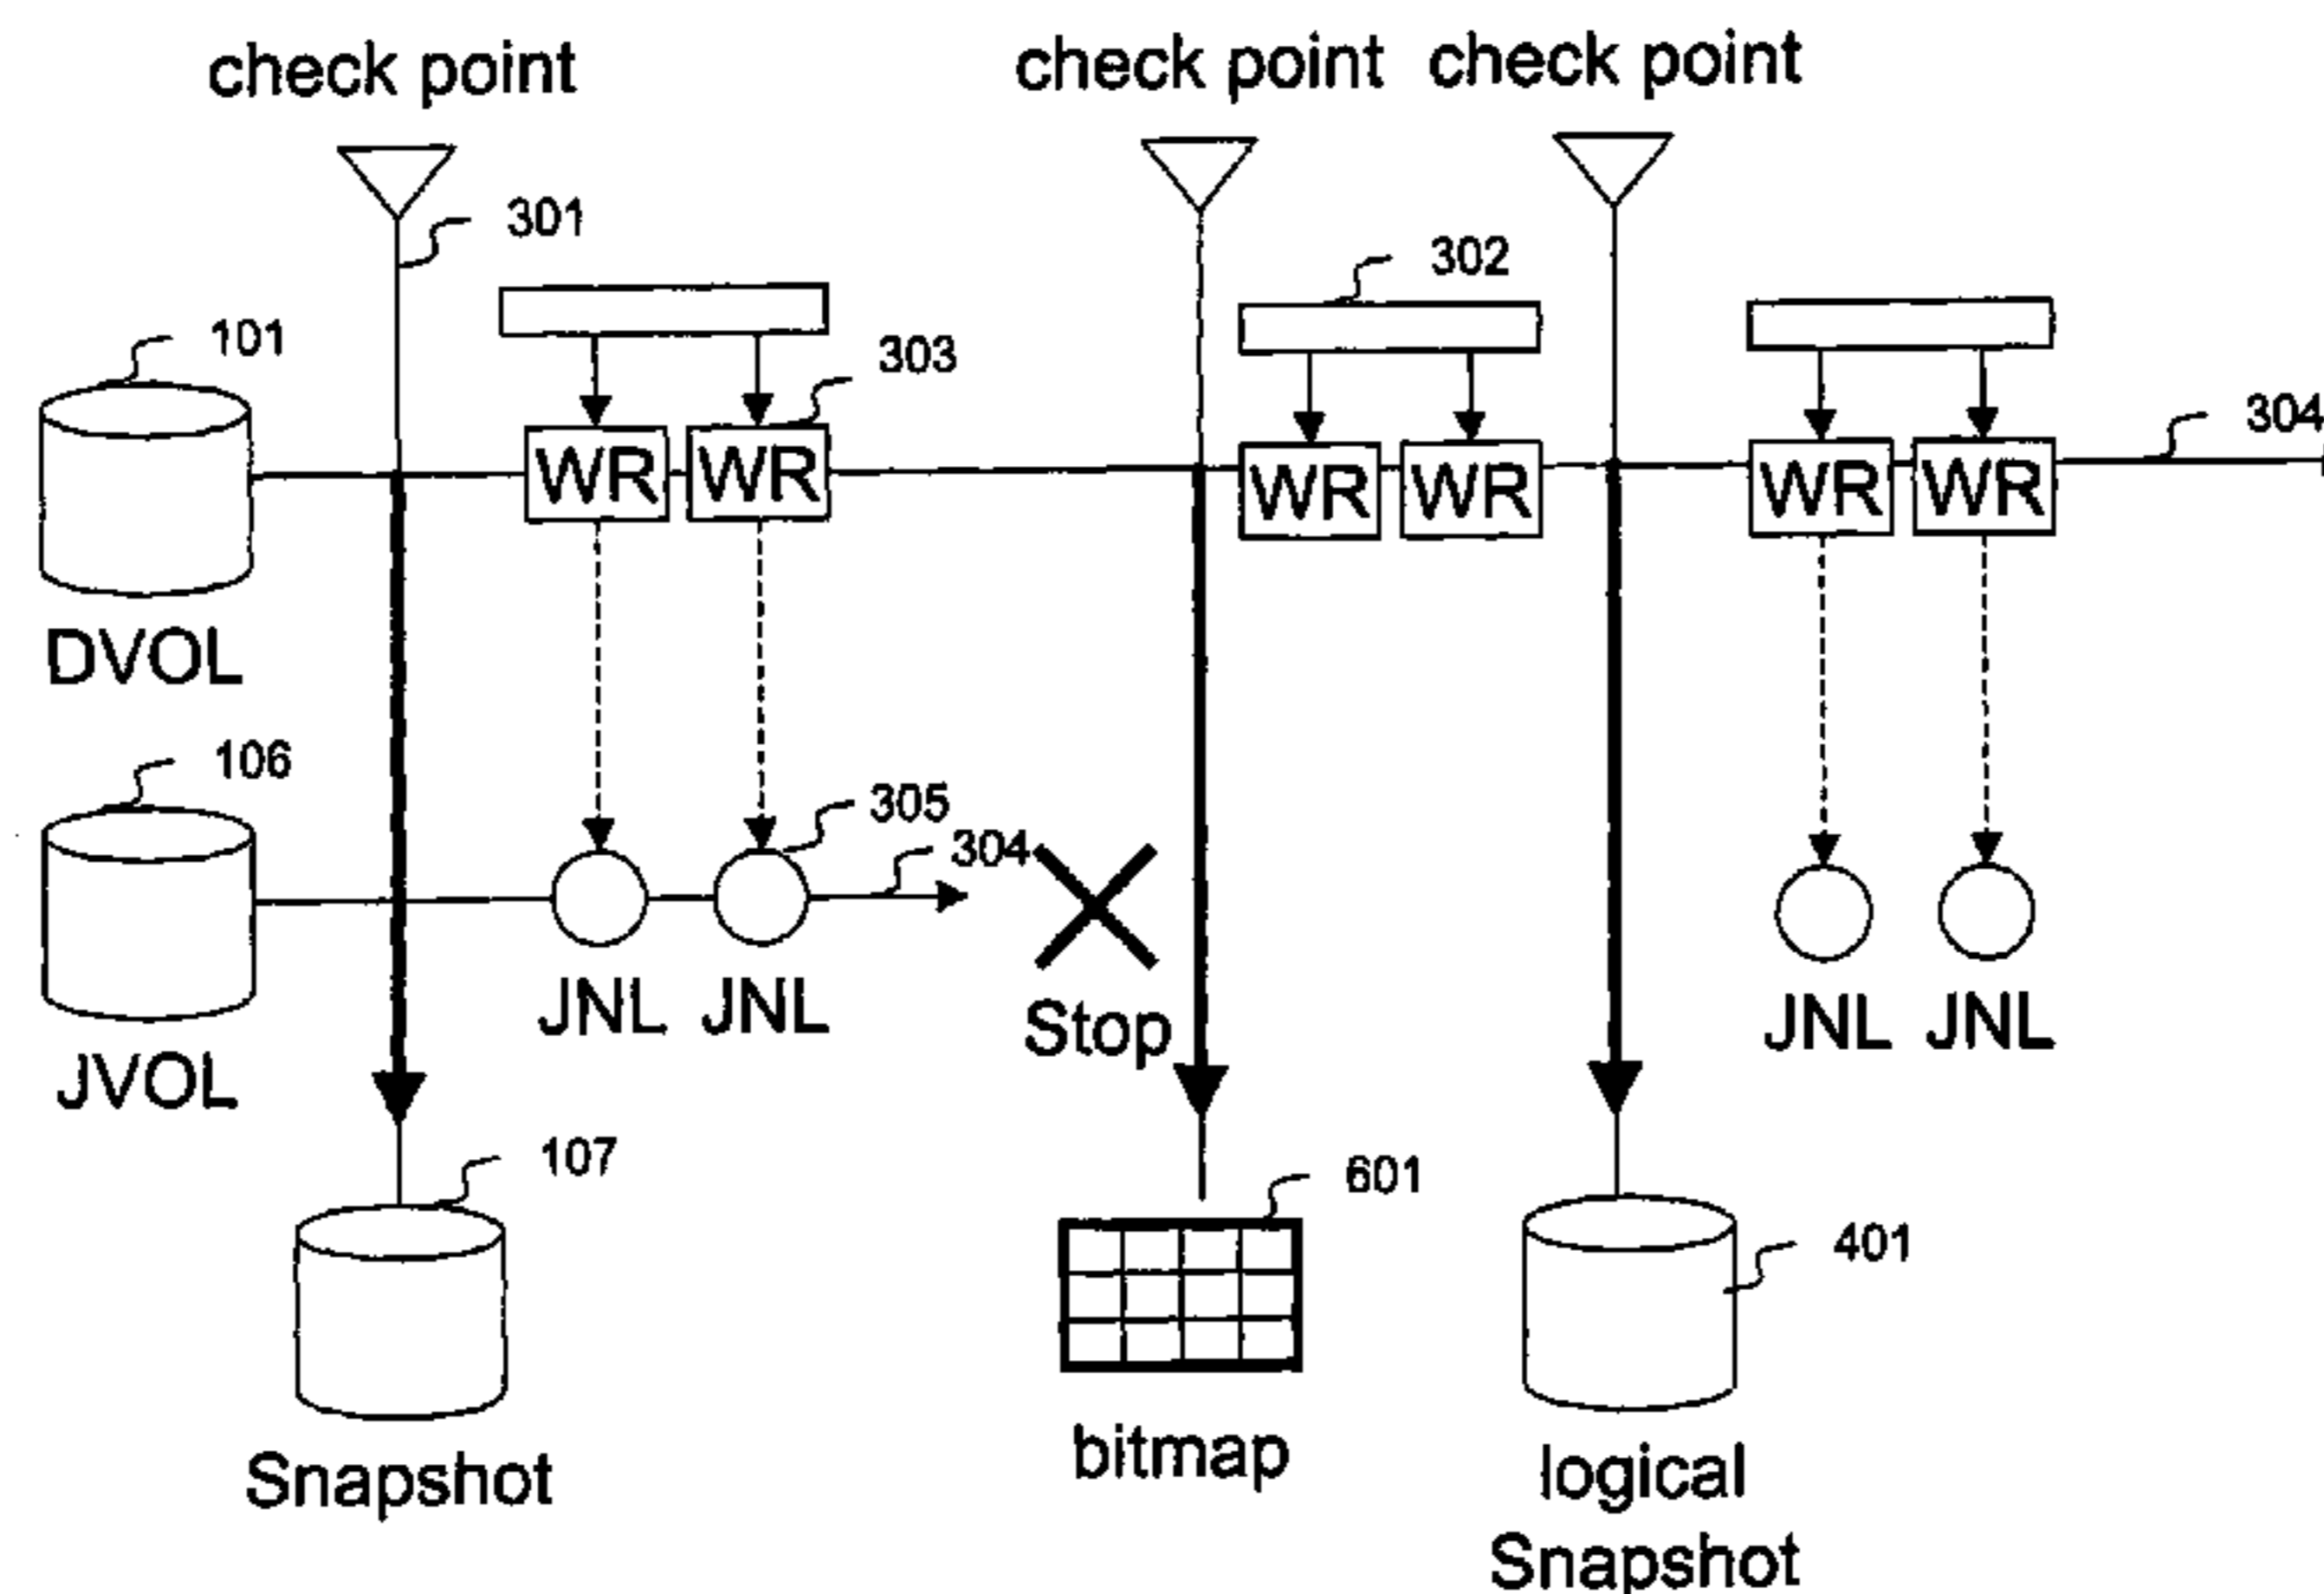 check point check point check point
301
302
101
303
304
WR WR WR WR WR WR
DVOL
106
305
304
JNL JNL Stop JNL JNL
JVOL
107
601
401
Snapshot bitmap logical
Snapshot